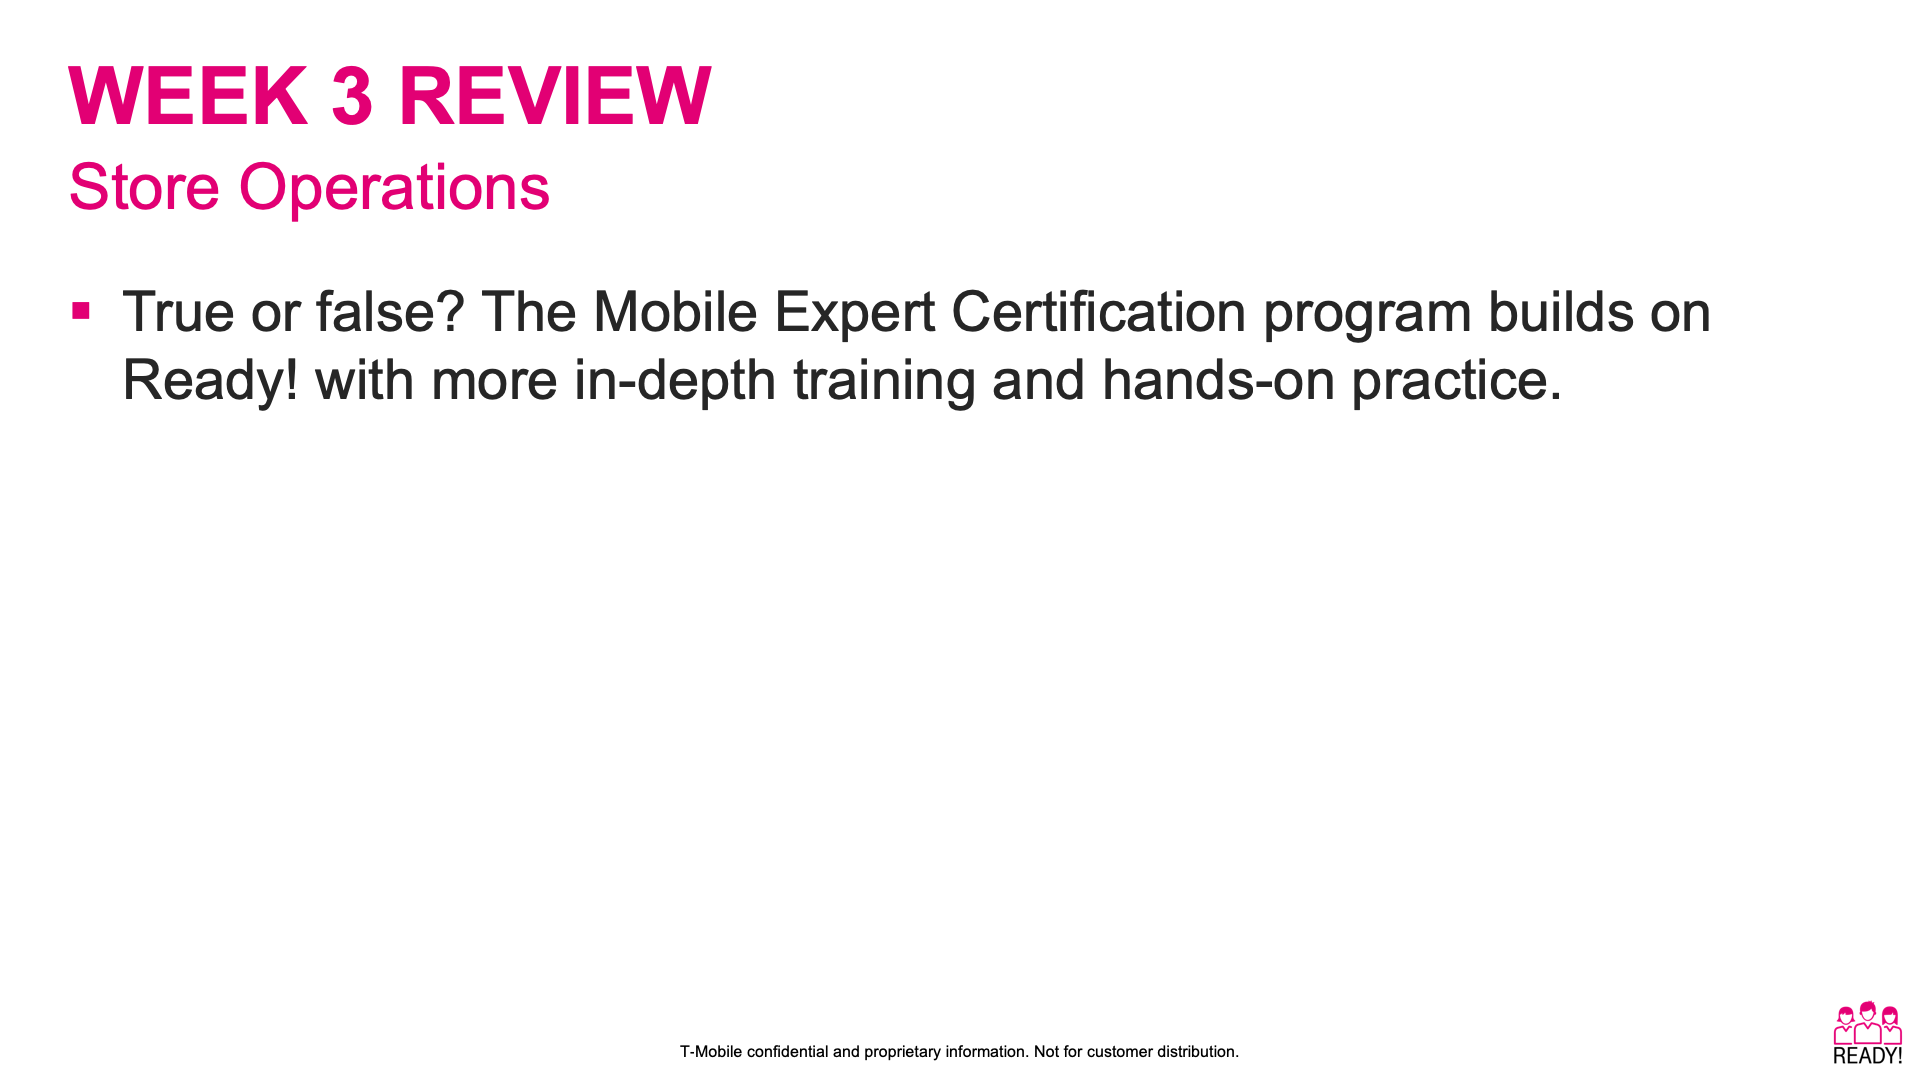 WEEK 3 REVIEW
Store Operations
▪ True or false? The Mobile Expert Certification program builds on
Ready! with more in-depth training and hands-on practice.
T-Mobile confidential and proprietary information. Not for customer distribution.
READY!